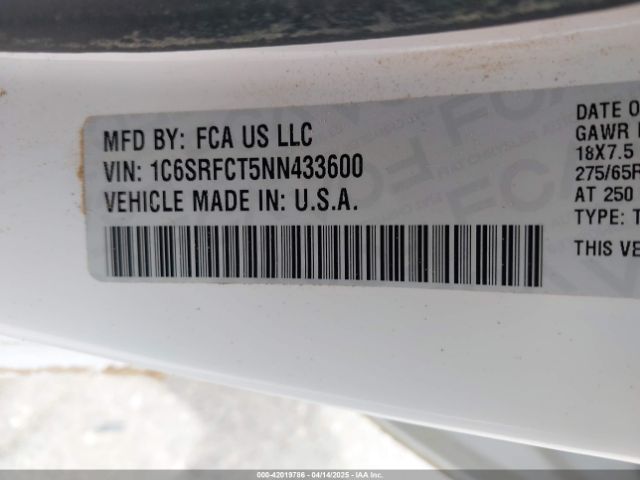 MFD BY: FCA US LLC
VIN: 1C6SRFCT5NN433600
VEHICLE MADE IN: U.S.A.
DATE O
GAWR
18X7.5
275/65R
AT 250
TYPE: T
THIS VE
FCA
000-42019786 - 04/14/2025 - IAA Inc.